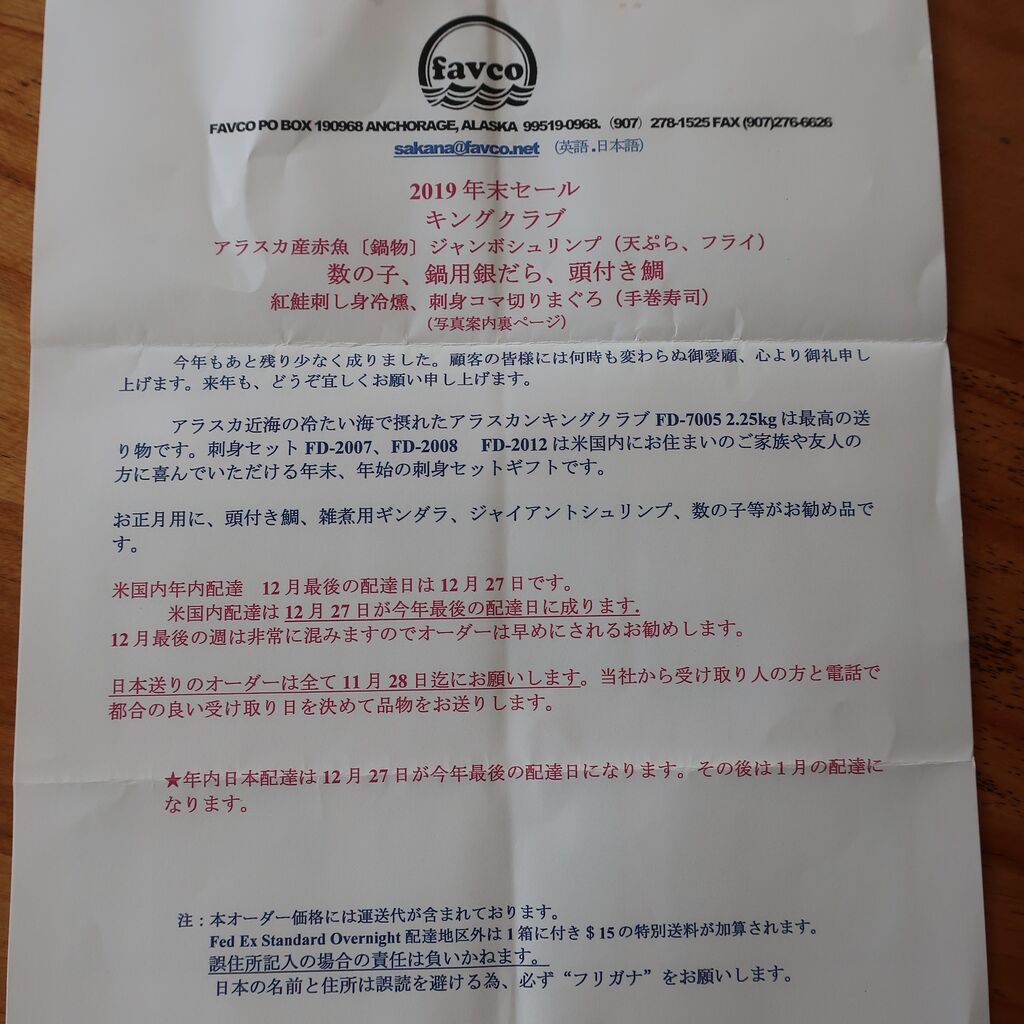 favco
FAVCO PO BOX 190968 ANCHORAGE, ALASKA 99519-0968. (907) 278-1525 FAX (907)276-6626
sakana@favco.net （英語.日本語）
2019 年末セール
キングクラブ
アラスカ産赤魚〔鍋物〕ジャンボシュリンプ（天ぷら、フライ）
数の子、鍋用銀だら、頭付き鯛
紅鮭刺し身冷燻、刺身コマ切りまぐろ（手巻寿司）
（写真案内裏ページ）
今年もあと残り少なく成りました。顧客の皆様には何時も変わらぬ御愛顧、心より御礼申し
上げます。来年も、どうぞ宜しくお願い申し上げます。
アラスカ近海の冷たい海で摂れたアラスカンキングクラブ FD-7005 2.25kg は最高の送
り物です。刺身セット FD-2007、FD-2008 FD-2012 は米国内にお住まいのご家族や友人の
方に喜んでいただける年末、年始の刺身セットギフトです。
お正月用に、頭付き鯛、雑煮用ギンダラ、ジャイアントシュリンプ、数の子等がお勧め品で
す。
米国内年内配達 12 月最後の配達日は 12 月 27 日です。
米国内配達は 12 月 27 日が今年最後の配達日に成ります.
12 月最後の週は非常に混みますのでオーダーは早めにされるお勧めします。
日本送りのオーダーは全て 11 月 28 日迄にお願いします。当社から受け取り人の方と電話で
都合の良い受け取り日を決めて品物をお送りします。
★年内日本配達は 12 月 27 日が今年最後の配達日になります。その後は 1 月の配達に
なります。
注：本オーダー価格には運送代が含まれております。
Fed Ex Standard Overnight 配達地区外は 1 箱に付き＄15 の特別送料が加算されます。
誤住所記入の場合の責任は負いかねます。
日本の名前と住所は誤読を避ける為、必ず“フリガナ”をお願いします。